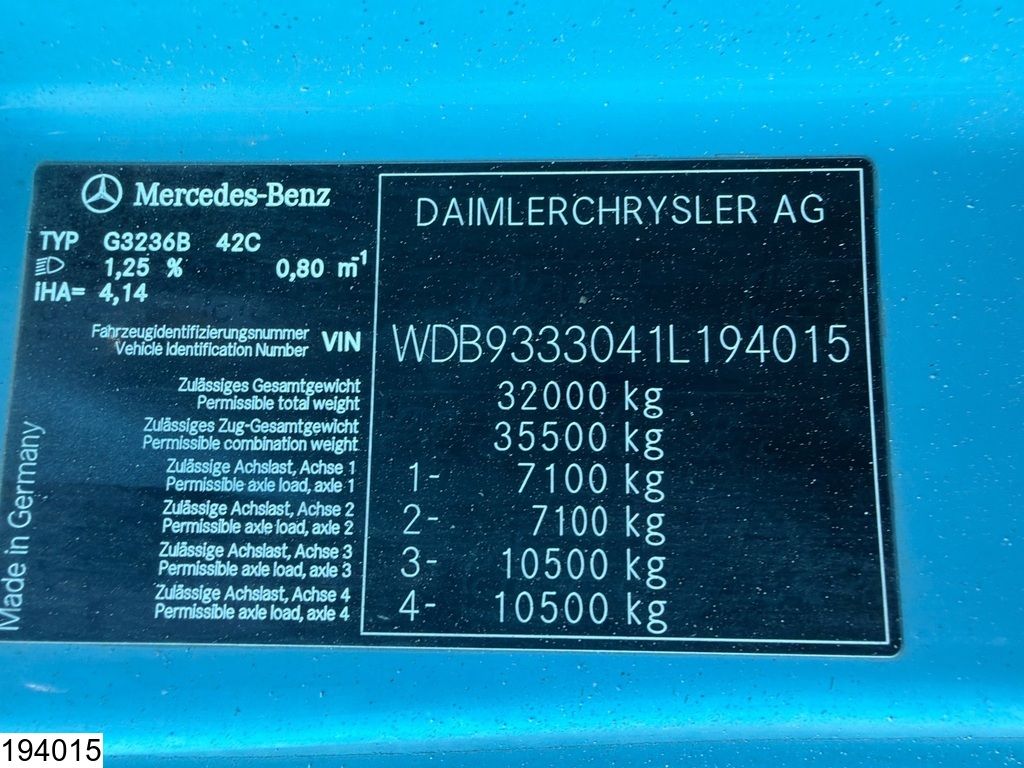 Mercedes-Benz
DAIMLERCHRYSLER AG
TYP G3236B 42C
1,25 % 0,80 m⁻¹
iHA= 4,14
Fahrzeugidentifizierungsnummer
Vehicle Identification Number VIN WDB9333041L194015
Zulässiges Gesamtgewicht
Permissible total weight 32000 kg
Zulässiges Zug-Gesamtgewicht
Permissible combination weight 35500 kg
Zulässige Achslast, Achse 1
Permissible axle load, axle 1 1- 7100 kg
Zulässige Achslast, Achse 2
Permissible axle load, axle 2 2- 7100 kg
Zulässige Achslast, Achse 3
Permissible axle load, axle 3 3- 10500 kg
Zulässige Achslast, Achse 4
Permissible axle load, axle 4 4- 10500 kg
Made in Germany
194015